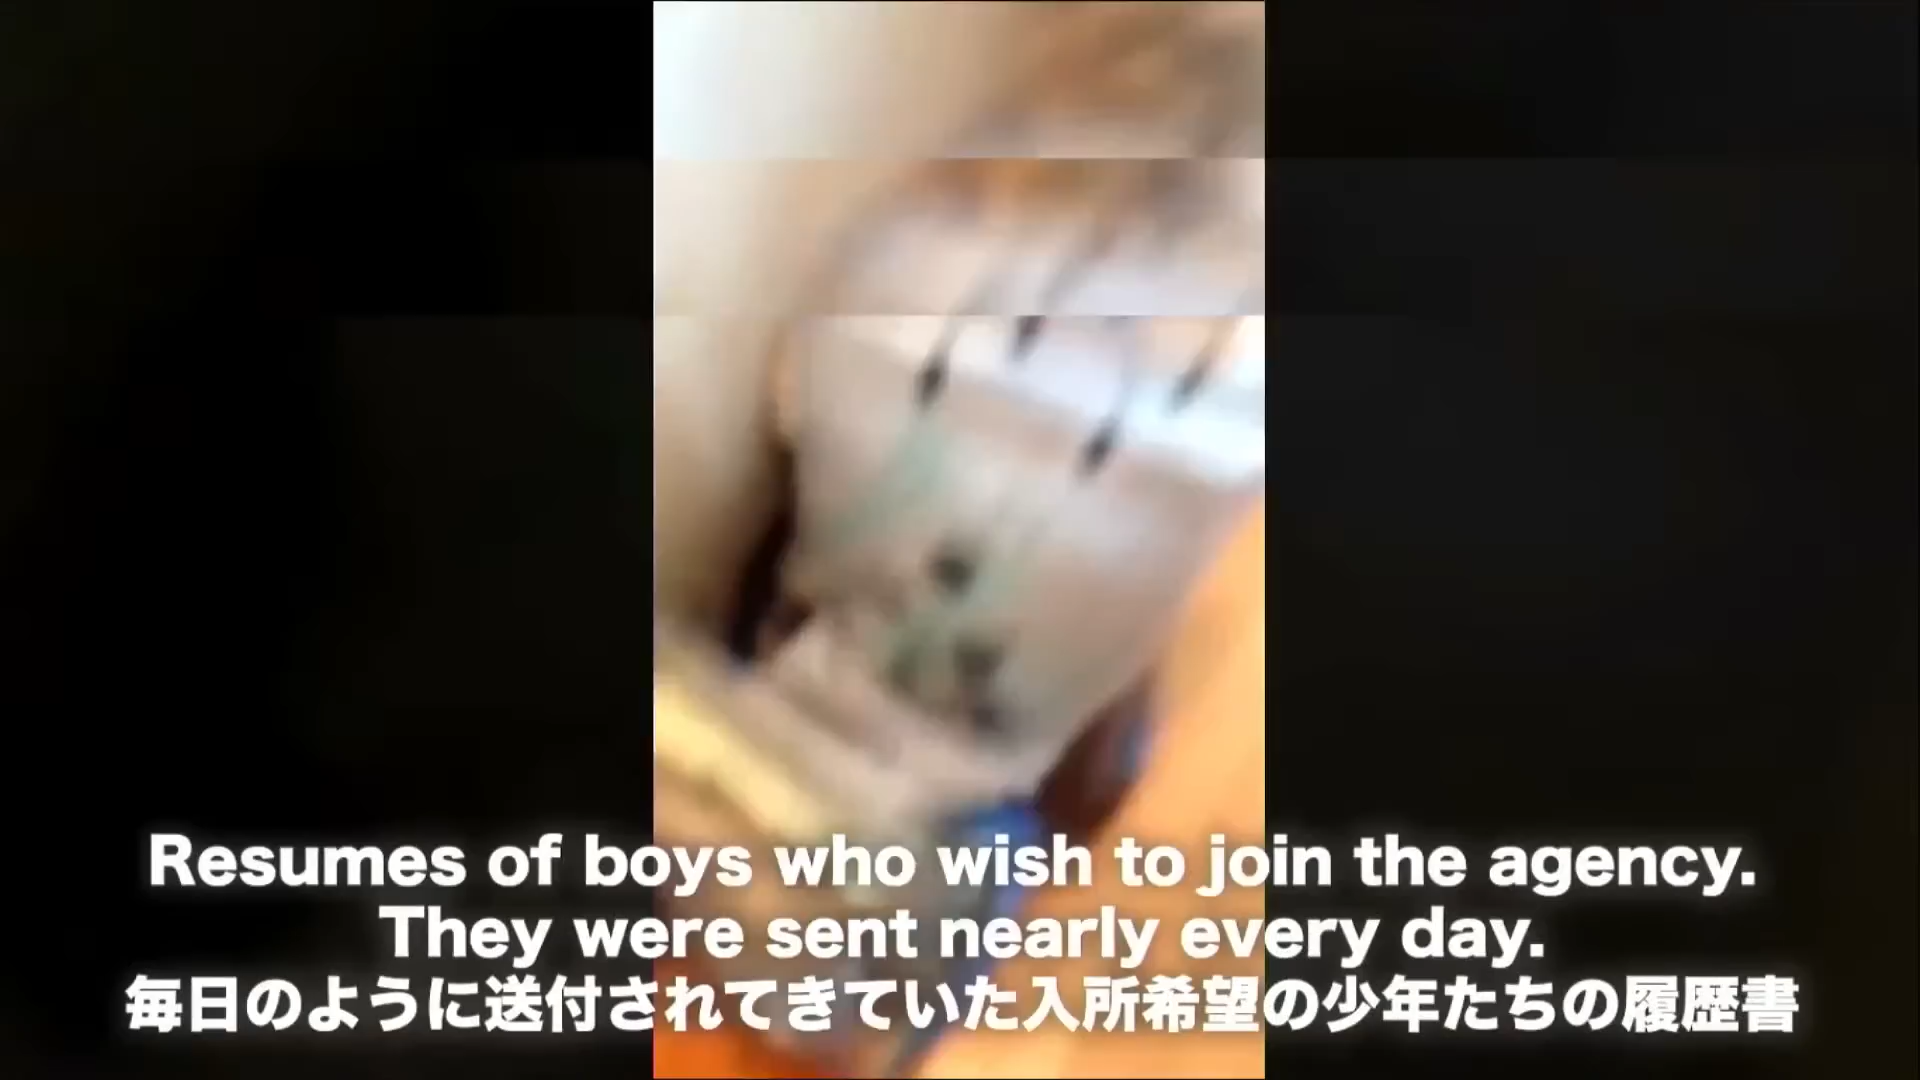 Resumes of boys who wish to join the agency.
They were sent nearly every day.
毎日のように送付されてきていた入所希望の少年たちの履歴書